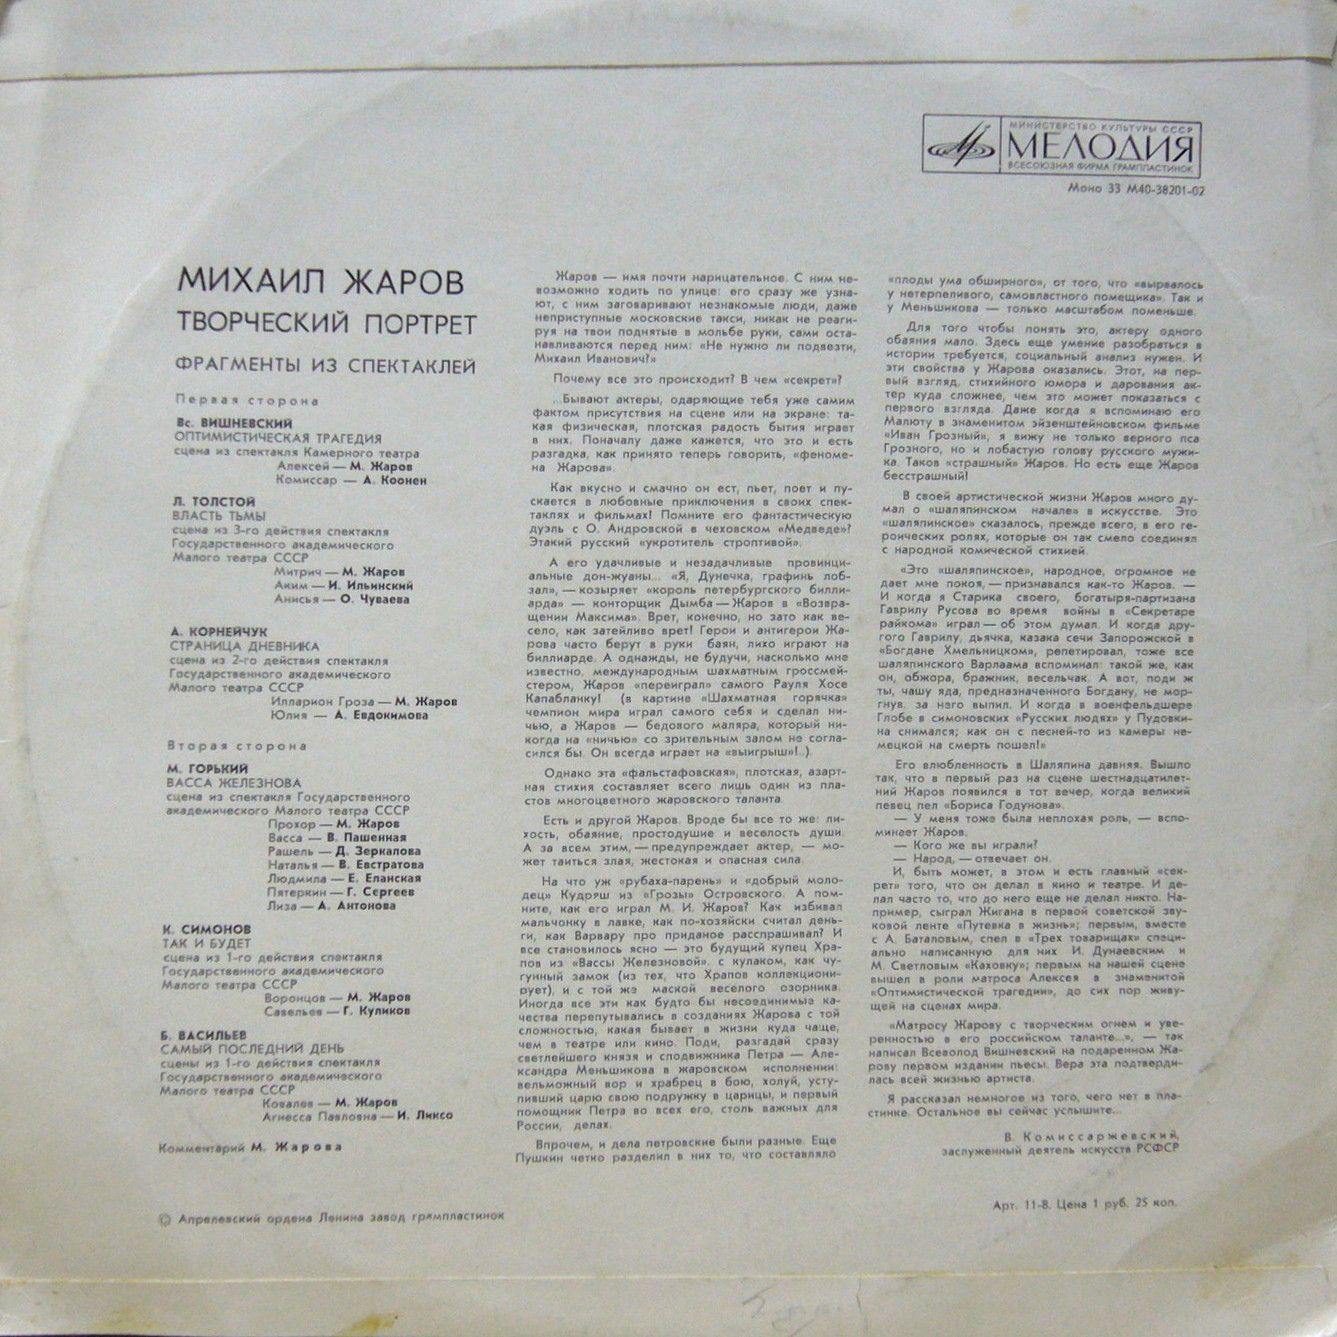 МИНИСТЕРСТВО КУЛЬТУРЫ СССР
МЕЛОДИЯ
ВСЕСОЮЗНАЯ ФИРМА ГРАМПЛАСТИНОК
Моно 33 М40-38201-02
МИХАИЛ ЖАРОВ
ТВОРЧЕСКИЙ ПОРТРЕТ
ФРАГМЕНТЫ ИЗ СПЕКТАКЛЕЙ
Первая сторона
Вс. ВИШНЕВСКИЙ
ОПТИМИСТИЧЕСКАЯ ТРАГЕДИЯ
сцена из спектакля Камерного театра
Алексей — М. Жаров
Комиссар — А. Коонен
Л. ТОЛСТОЙ
ВЛАСТЬ ТЬМЫ
сцена из 3-го действия спектакля
Государственного академического
Малого театра СССР
Митрич — М. Жаров
Аким — И. Ильинский
Анисья — О. Чуваева
А. КОРНЕЙЧУК
СТРАНИЦА ДНЕВНИКА
сцена из 2-го действия спектакля
Государственного академического
Малого театра СССР
Илларион Гроза — М. Жаров
Юлия — А. Евдокимова
Вторая сторона
М. ГОРЬКИЙ
ВАССА ЖЕЛЕЗНОВА
сцена из спектакля Государственного
академического Малого театра СССР
Прохор — М. Жаров
Васса — В. Пашенная
Рашель — Д. Зеркалова
Наталья — В. Евстратова
Людмила — Е. Еланская
Пятеркин — Г. Сергеев
Лиза — А. Антонова
К. СИМОНОВ
ТАК И БУДЕТ
сцена из 1-го действия спектакля
Государственного академического
Малого театра СССР
Воронцов — М. Жаров
Савельев — Г. Куликов
Б. ВАСИЛЬЕВ
САМЫЙ ПОСЛЕДНИЙ ДЕНЬ
сцены из 1-го действия спектакля
Государственного академического
Малого театра СССР
Ковалев — М. Жаров
Агнесса Павловна — И. Ликсо
Комментарий М. Жарова
© Апрелевский ордена Ленина завод грампластинок
Жаров — имя почти нарицательное. С ним не-
возможно ходить по улице: его сразу же узна-
ют, с ним заговаривают незнакомые люди, даже
неприступные московские такси, никак не реаги-
руя на твои поднятые в мольбе руки, сами оста-
навливаются перед ним: «Не нужно ли подвезти,
Михаил Иванович?»
Почему все это происходит? В чем «секрет»?
...Бывают актеры, одаряющие тебя уже самим
фактом присутствия на сцене или на экране: та-
кая физическая, плотская радость бытия играет
в них. Поначалу даже кажется, что это и есть
разгадка, как принято теперь говорить, «феноме-
на Жарова».
Как вкусно и смачно он ест, пьет, поет и пу-
скается в любовные приключения в своих спек-
таклях и фильмах! Помните его фантастическую
дуэль с О. Андровской в чеховском «Медведе»?
Этакий русский «укротитель строптивой».
А его удачливые и незадачливые провинци-
альные дон-жуаны... «Я, Дунечка, графинь лоб-
зал», — козыряет «король петербургского билли-
арда» — конторщик Дымба — Жаров в «Возвра-
щении Максима». Врет, конечно, но зато как ве-
село, как затейливо врет! Герои и антигерои Жа-
рова часто берут в руки баян, лихо играют на
биллиарде. А однажды, не будучи, насколько мне
известно, международным шахматным гроссмей-
стером, Жаров «переиграл» самого Рауля Хосе
Капабланку! (в картине «Шахматная горячка»
чемпион мира играл самого себя и сделал ни-
чью, а Жаров — бедового маляра, который ни-
когда на «ничью» со зрительным залом не согла-
сился бы. Он всегда играет на «выигрыш»!..).
Однако эта «фальстафовская», плотская, азарт-
ная стихия составляет всего лишь один из пла-
стов многоцветного жаровского таланта.
Есть и другой Жаров. Вроде бы все то же: ли-
хость, обаяние, простодушие и веселость души.
А за всем этим, — предупреждает актер, — мо-
жет таиться злая, жестокая и опасная сила.
На что уж «рубаха-парень» и «добрый моло-
дец» Кудряш из «Грозы» Островского. А пом-
ните, как его играл М. И. Жаров? Как избивал
мальчонку в лавке, как по-хозяйски считал день-
ги, как Варвару про приданое расспрашивал? И
все становилось ясно — это будущий купец Хра-
пов из «Вассы Железновой», с кулаком, как чу-
гунный замок (из тех, что Храпов коллекциони-
рует), и с той же маской веселого озорника.
Иногда все эти как будто бы несоединимые ка-
чества перепутывались в созданиях Жарова с той
сложностью, какая бывает в жизни куда чаще,
чем в театре или кино. Поди, разгадай сразу
светлейшего князя и сподвижника Петра — Але-
ксандра Меньшикова в жаровском исполнении:
вельможный вор и храбрец в бою, холуй, усту-
пивший царю свою подружку в царицы, и первый
помощник Петра во всех его, столь важных для
России, делах.
Впрочем, и дела петровские были разные. Еще
Пушкин четко разделил в них то, что составляло
«плоды ума обширного», от того, что «вырвалось
у нетерпеливого, самовластного помещика». Так и
у Меньшикова — только масштабом поменьше.
Для того чтобы понять это, актеру одного
обаяния мало. Здесь еще умение разобраться в
истории требуется, социальный анализ нужен. И
эти свойства у Жарова оказались. Этот, на пер-
вый взгляд, стихийного юмора и дарования ак-
тер куда сложнее, чем это может показаться с
первого взгляда. Даже когда я вспоминаю его
Малюту в знаменитом эйзенштейновском фильме
«Иван Грозный», я вижу не только верного пса
Грозного, но и лобастую голову русского мужи-
ка. Таков «страшный» Жаров. Но есть еще Жаров
бесстрашный!
В своей артистической жизни Жаров много ду-
мал о «шаляпинском начале» в искусстве. Это
«шаляпинское» сказалось, прежде всего, в его ге-
роических ролях, которые он так смело соединял
с народной комической стихией.
«Это «шаляпинское», народное, огромное не
дает мне покоя, — признавался как-то Жаров. —
И когда я Старика своего, богатыря-партизана
Гаврилу Русова во время войны в «Секретаре
райкома» играл — об этом думал. И когда дру-
гого Гаврилу, дьячка, казака сечи Запорожской в
«Богдане Хмельницком», репетировал, тоже все
шаляпинского Варлаама вспоминал: такой же, как
он, обжора, бражник, весельчак. А вот, поди ж
ты, чашу яда, предназначенного Богдану, не мор-
гнув, за него выпил. И когда в военфельдшере
Глобе в симоновских «Русских людях» у Пудовки-
на снимался; как он с песней-то из камеры не-
мецкой на смерть пошел!»
Его влюбленность в Шаляпина давняя. Вышло
так, что в первый раз на сцене шестнадцатилет-
ний Жаров появился в тот вечер, когда великий
певец пел «Бориса Годунова».
— У меня тоже была неплохая роль, — вспо-
минает Жаров.
— Кого же вы играли?
— Народ, — отвечает он.
И, быть может, в этом и есть главный «сек-
рет» того, что он делал в кино и театре. И де-
лал часто то, что до него еще не делал никто. На-
пример, сыграл Жигана в первой советской зву-
ковой ленте «Путевка в жизнь»; первым, вместе
с А. Баталовым, спел в «Трех товарищах» специ-
ально написанную для них И. Дунаевским и
М. Светловым «Каховку»; первым на нашей сцене
вышел в роли матроса Алексея в знаменитой
«Оптимистической трагедии», до сих пор живу-
щей на сценах мира.
«Матросу Жарову с творческим огнем и уве-
ренностью в его российском таланте...», — так
написал Всеволод Вишневский на подаренном Жа-
рову первом издании пьесы. Вера эта подтверди-
лась всей жизнью артиста.
Я рассказал немногое из того, чего нет в пла-
стинке. Остальное вы сейчас услышите...
В. Комиссаржевский,
заслуженный деятель искусств РСФСР
Арт. 11-8. Цена 1 руб. 25 коп.